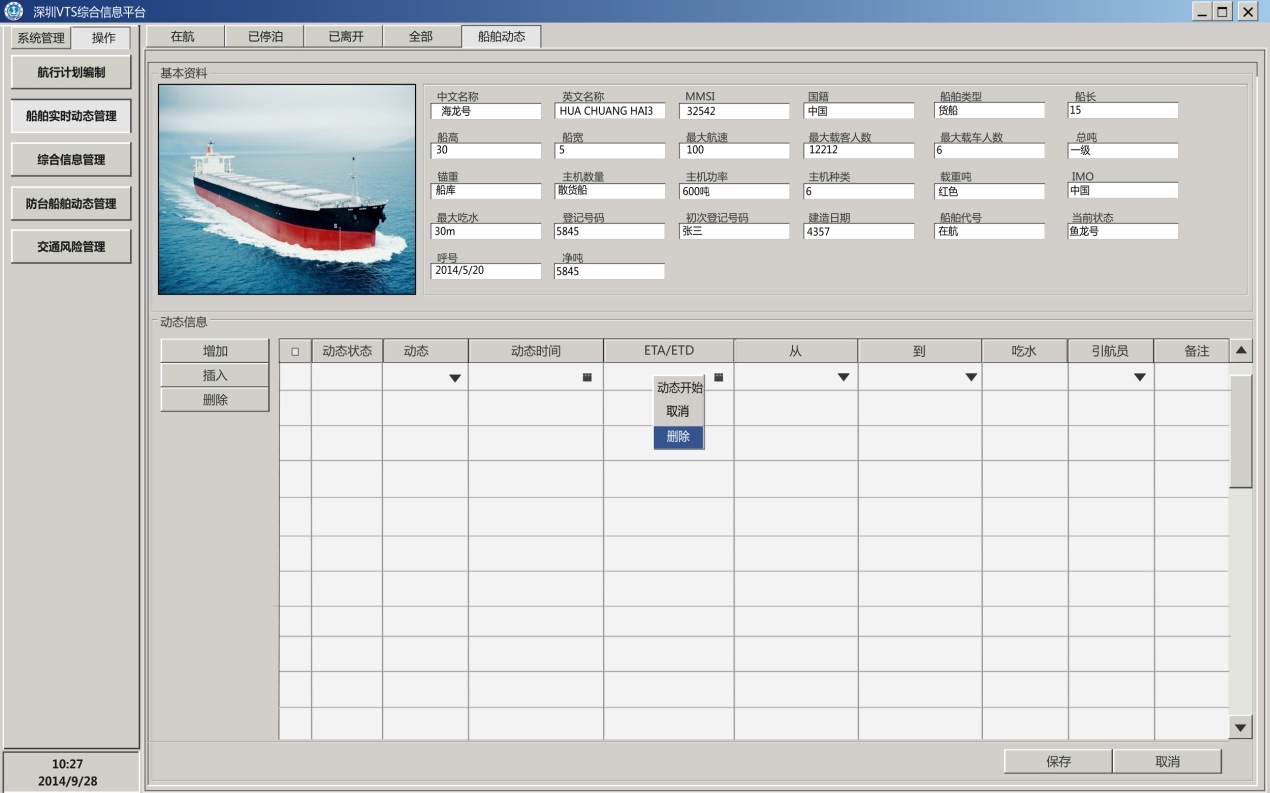 深圳VTS综合信息平台
系统管理 操作
在航 已停泊 已离开 全部 船舶动态
航行计划编制
船舶实时动态管理
综合信息管理
防台船舶动态管理
交通风险管理
10:27
2014/9/28
基本资料
中文名称 英文名称 MMSI 国籍 船舶类型 船长
海龙号 HUA CHUANG HAI3 32542 中国 货船 15
船高 船宽 最大航速 最大载客人数 最大载车人数 总吨
30 5 100 12212 6 一级
锚重 主机数量 主机功率 主机种类 载重吨 IMO
船库 散货船 600吨 6 红色 中国
最大吃水 登记号码 初次登记号码 建造日期 船舶代号 当前状态
30m 5845 张三 4357 在航 鱼龙号
呼号 净吨
2014/5/20 5845
动态信息
增加
插入
删除
动态状态 动态 动态时间 ETA/ETD 从 到 吃水 引航员 备注
动态开始
取消
删除
保存 取消